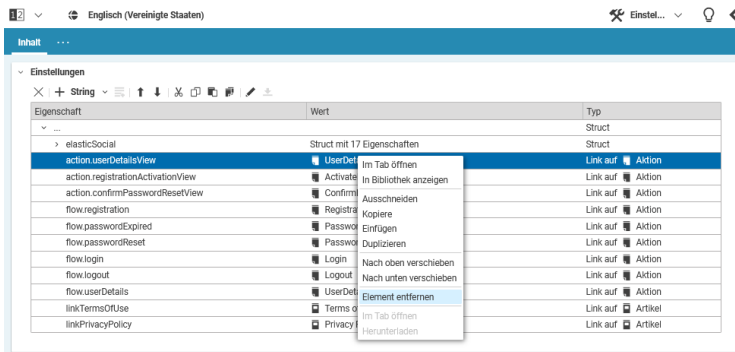 12 Englisch (Vereinigte Staaten) Einstel...
Inhalt ...
Einstellungen
String
Eigenschaft Wert Typ
... Struct
elasticSocial Struct mit 17 Eigenschaften Struct
action.userDetailsView UserDeta Link auf Aktion
action.registrationActivationView Activate Link auf Aktion
action.confirmPasswordResetView Link auf Aktion
flow.registration Registra Link auf Aktion
flow.passwordExpired Passwo Link auf Aktion
flow.passwordReset Passwo Link auf Aktion
flow.login Login Link auf Aktion
flow.logout Logout Link auf Aktion
flow.userDetails UserDeta Link auf Aktion
linkTermsOfUse Terms o Link auf Artikel
linkPrivacyPolicy Privacy Link auf Artikel
Im Tab öffnen
In Bibliothek anzeigen
Ausschneiden
Kopiere
Einfügen
Duplizieren
Nach oben verschieben
Nach unten verschieben
Element entfernen
Im Tab öffnen
Herunterladen